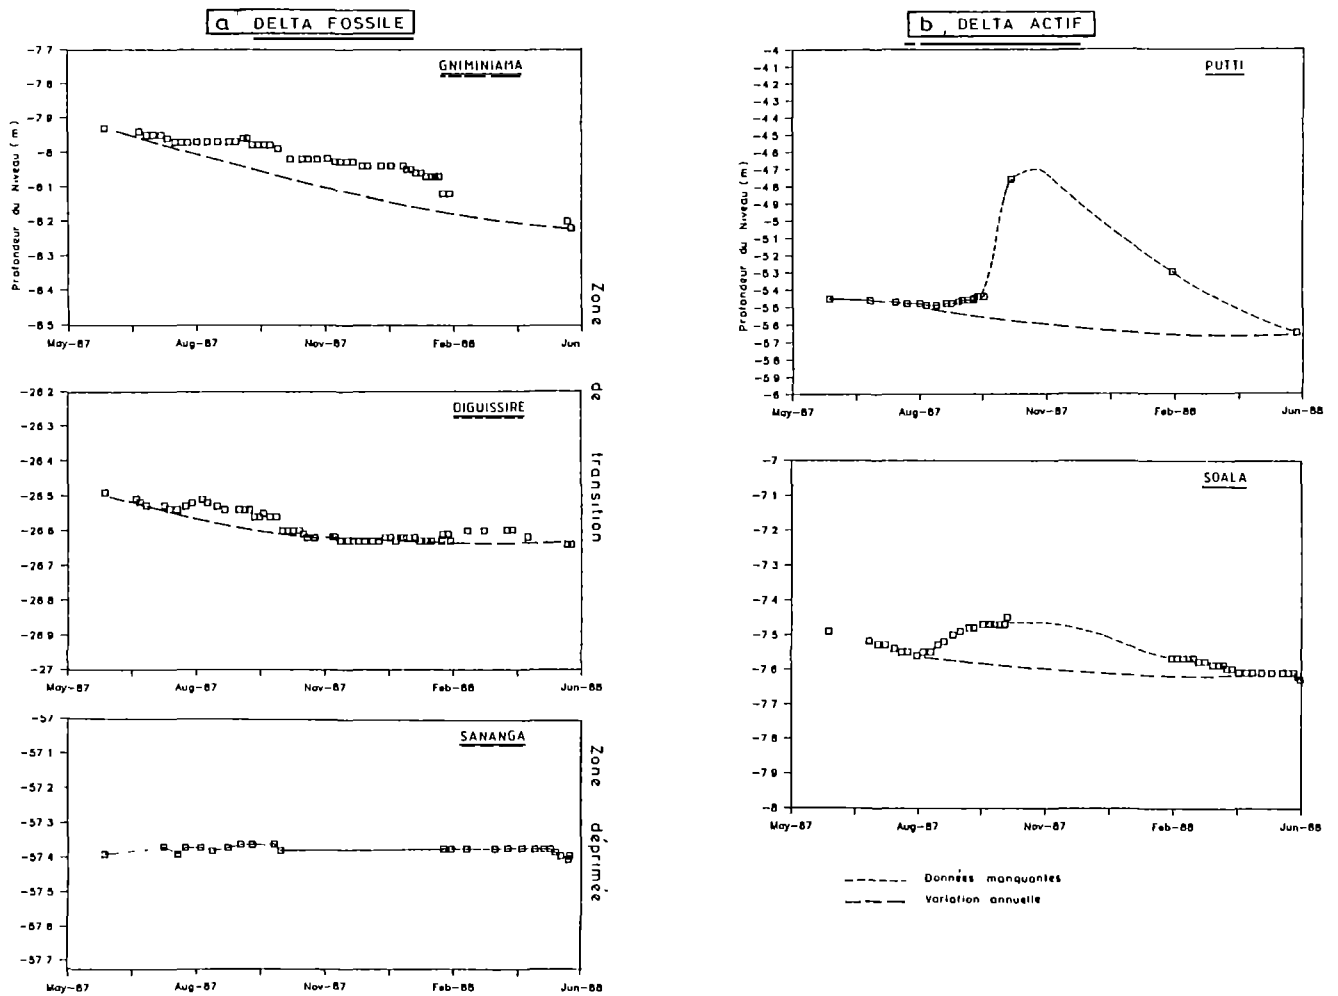 a DELTA FOSSILE
GNIMINIAMA
Profondeur du Niveau (m)
-7 7
-7 8
-7 9
-8
-8 1
-8 2
-8 3
-8 4
-8 5
May-87
Aug-87
Nov-87
Feb-88
Jun
Zone de transition
DIGUISSIRE
-26 2
-26 3
-26 4
-26 5
-26 6
-26 7
-26 8
-26 9
-27
May-87
Aug-87
Nov-87
Feb-88
Jun-88
SANANGA
-57
-57 1
-57 2
-57 3
-57 4
-57 5
-57 8
-57 7
May-87
Aug-87
Nov-87
Feb-88
Jun-88
Zone déprimée
b, DELTA ACTIF
PUTTI
Profondeur du Niveau (m)
-4
-4 1
-4 2
-4 3
-4 4
-4 5
-4 6
-4 7
-4 8
-4 9
-5
-5 1
-5 2
-5 3
-5 4
-5 5
-5 6
-5 7
-5 8
-5 9
-6
May-87
Aug-87
Nov-87
Feb-88
Jun-88
SOALA
-7
-7 1
-7 2
-7 3
-7 4
-7 5
-7 6
-7 7
-7 8
-7 9
-8
May-87
Aug-87
Nov-87
Feb-88
Jun-88
Données manquantes
Variation annuelle